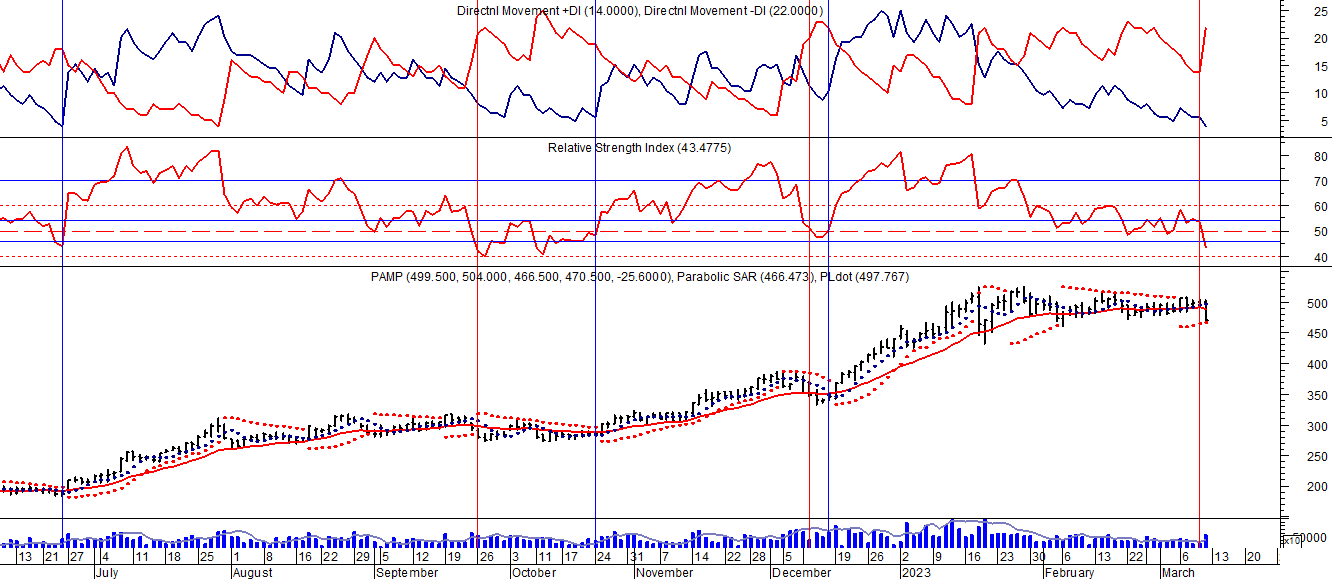 Directnl Movement +DI (14.0000), Directnl Movement -DI (22.0000)
25
20
15
10
5
Relative Strength Index (43.4775)
80
70
60
50
40
PAMP (499.500, 504.000, 466.500, 470.500, -25.6000), Parabolic SAR (466.473), PLdot (497.767)
500
450
400
350
300
250
200
x10
13 21 27 4 11 18 25 1 8 16 22 29 5 12 19 26 3 11 17 24 31 7 14 22 28 5 19 26 2 9 16 23 30 6 13 22 6 13 20
July August September October November December 2023 February March